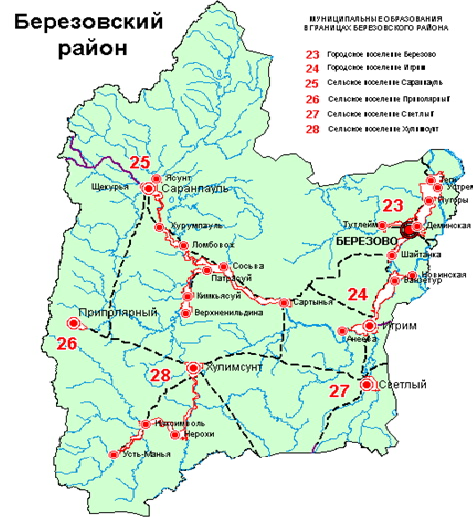 Березовский
район
МУНИЦИПАЛЬНЫЕ ОБРАЗОВАНИЯ
В ГРАНИЦАХ БЕРЕЗОВСКОГО РАЙОНА
23 Городское поселение Березово
24 Городское поселение Игрим
25 Сельское поселение Саранпауль
26 Сельское поселение Приполярный
27 Сельское поселение Светлый
28 Сельское поселение Хулимсунт
25
Ясунт
Щекурья
Саранпауль
Теги
Устрем
Пугоры
23
Хурумпауль
Тутлейм
Деминская
БЕРЕЗОВО
Ломбовож
Шайтанка
Сосьва
Патрасуй
Новинская
Ванзетур
Кимкьясуй
24
Сартынья
Верхненильдина
Приполярный
Игрим
Анеева
26
28
Хулимсунт
27
Светлый
Няксимволь
Нерохи
Усть-Манья